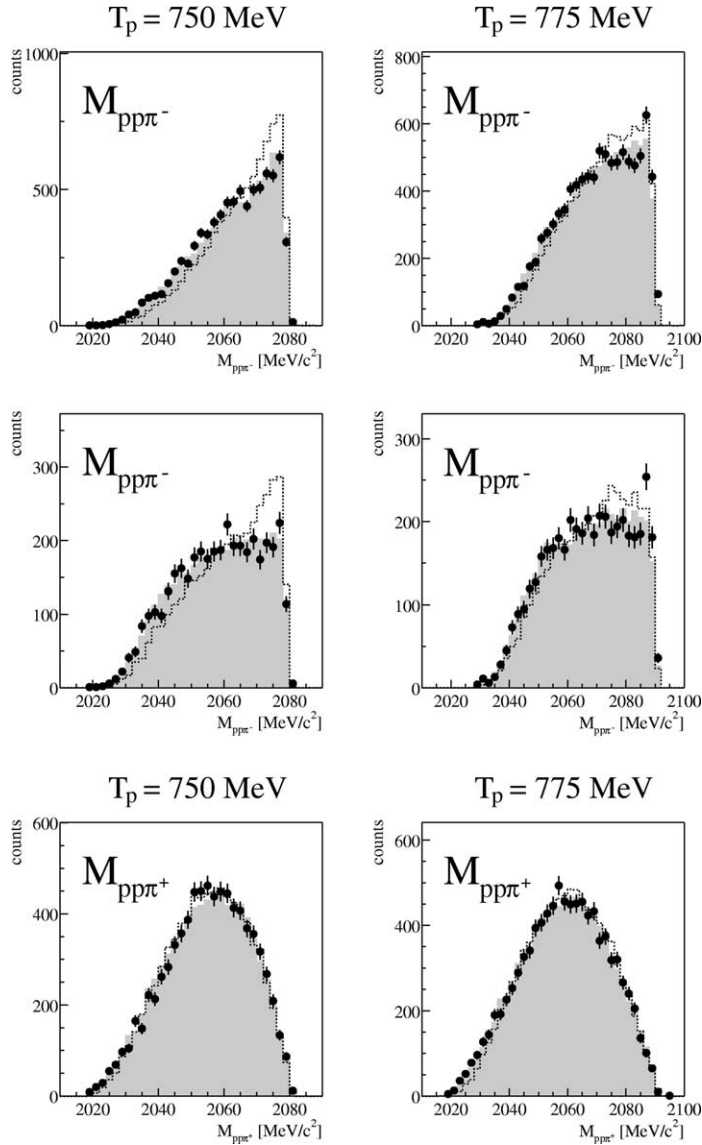 T_p = 750 MeV
T_p = 775 MeV
counts
1000
500
0
M_ppπ-
2020 2040 2060 2080
M_ppπ- [MeV/c²]
counts
800
600
400
200
0
M_ppπ-
2020 2040 2060 2080 2100
M_ppπ- [MeV/c²]
counts
300
200
100
0
M_ppπ-
2020 2040 2060 2080
M_ppπ- [MeV/c²]
counts
300
200
100
0
M_ppπ-
2020 2040 2060 2080 2100
M_ppπ- [MeV/c²]
T_p = 750 MeV
T_p = 775 MeV
counts
600
400
200
0
M_ppπ+
2020 2040 2060 2080
M_ppπ+ [MeV/c²]
counts
600
400
200
0
M_ppπ+
2020 2040 2060 2080 2100
M_ppπ+ [MeV/c²]